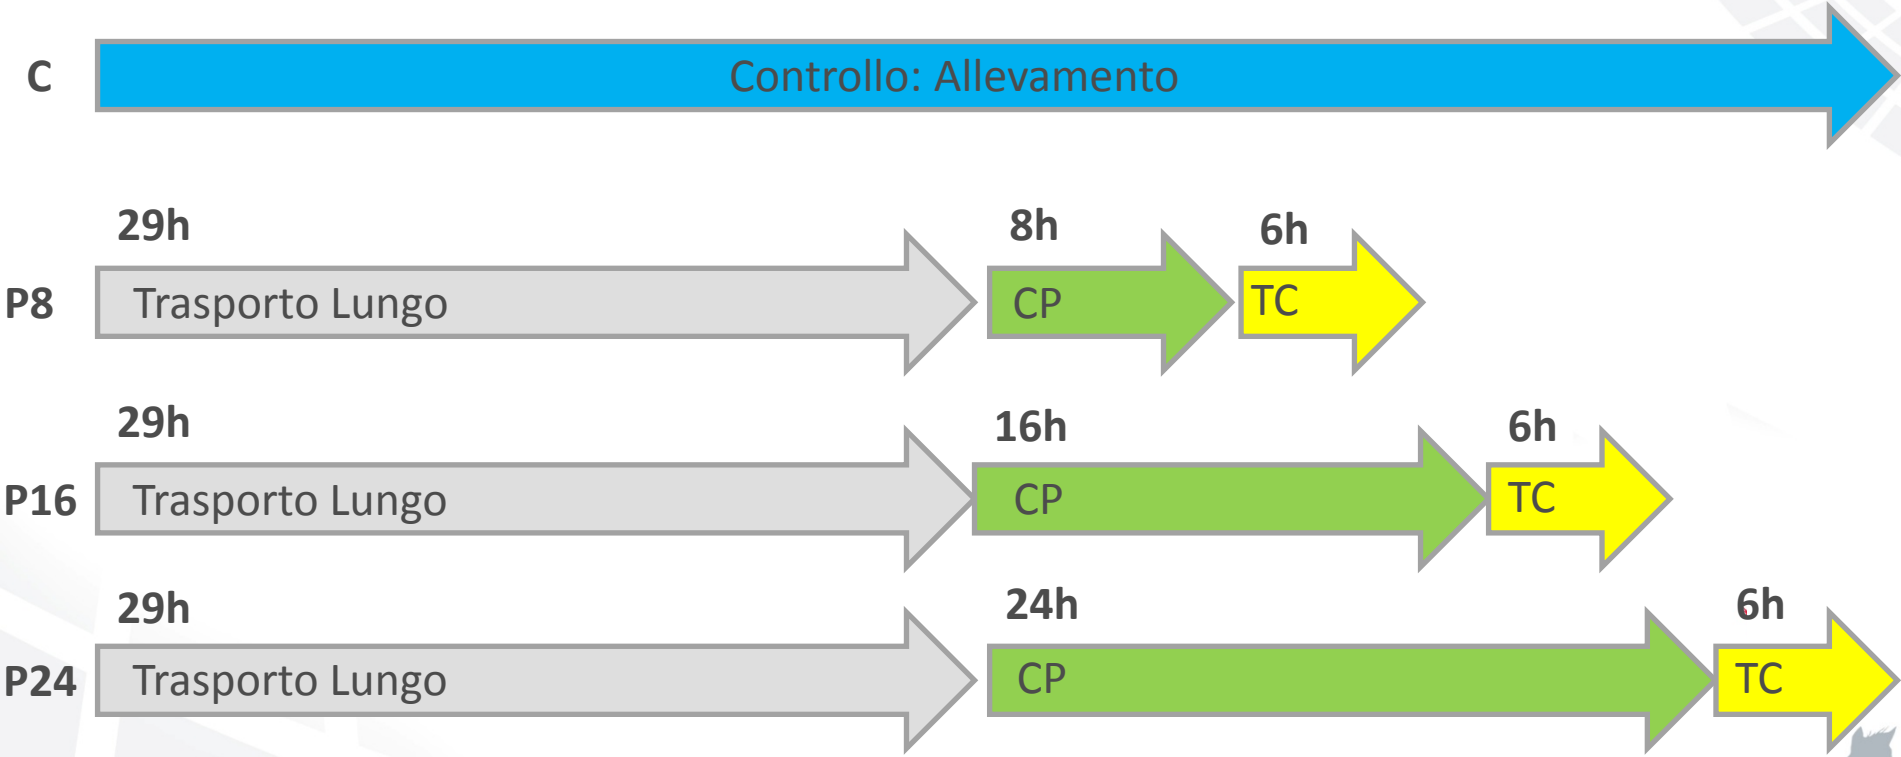 C
Controllo: Allevamento
29h 8h 6h
P8 Trasporto Lungo CP TC
29h 16h 6h
P16 Trasporto Lungo CP TC
29h 24h 6h
P24 Trasporto Lungo CP TC